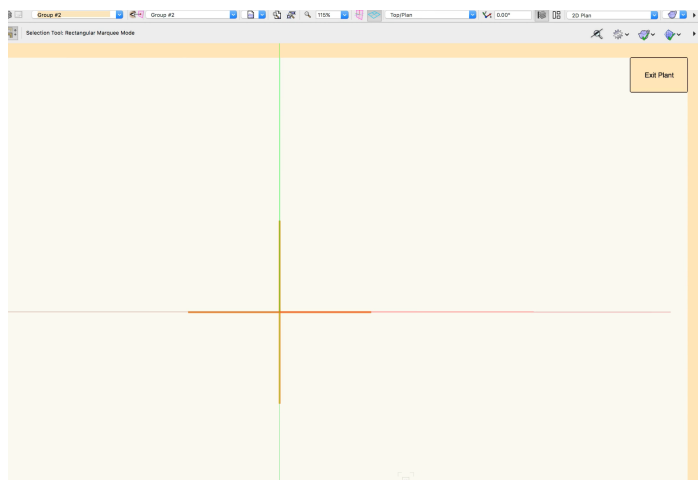 Group #2 Group #2 115% Top/Plan 0.00° 2D Plan
Selection Tool: Rectangular Marquee Mode
Exit Plant